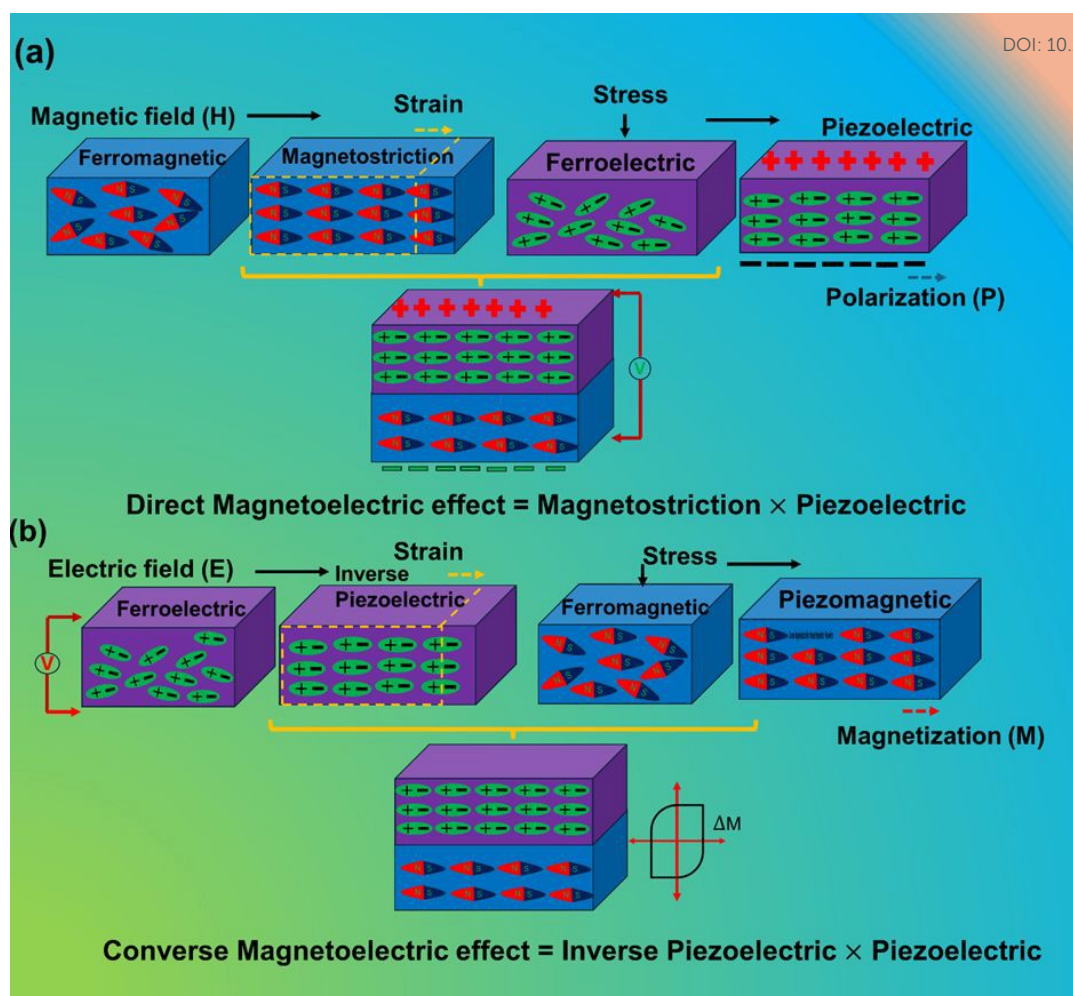 (a)
DOI: 10.
Magnetic field (H)
Strain
Stress
Ferromagnetic
Magnetostriction
Ferroelectric
Piezoelectric
Polarization (P)
V
Direct Magnetoelectric effect = Magnetostriction × Piezoelectric
(b)
Electric field (E)
Strain
Stress
Inverse
Ferroelectric
Piezoelectric
Ferromagnetic
Piezomagnetic
V
Magnetization (M)
ΔM
Converse Magnetoelectric effect = Inverse Piezoelectric × Piezoelectric